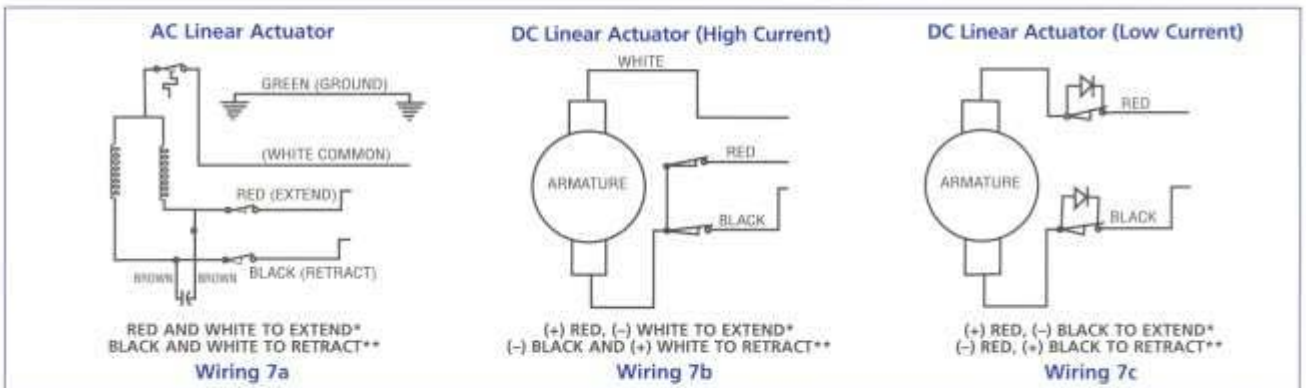 AC Linear Actuator
GREEN (GROUND)
(WHITE COMMON)
RED (EXTEND)
BLACK (RETRACT)
BROWN BROWN
RED AND WHITE TO EXTEND*
BLACK AND WHITE TO RETRACT**
Wiring 7a
DC Linear Actuator (High Current)
WHITE
RED
ARMATURE
BLACK
(+) RED, (–) WHITE TO EXTEND*
(–) BLACK AND (+) WHITE TO RETRACT**
Wiring 7b
DC Linear Actuator (Low Current)
RED
ARMATURE
BLACK
(+) RED, (–) BLACK TO EXTEND*
(–) RED, (+) BLACK TO RETRACT**
Wiring 7c